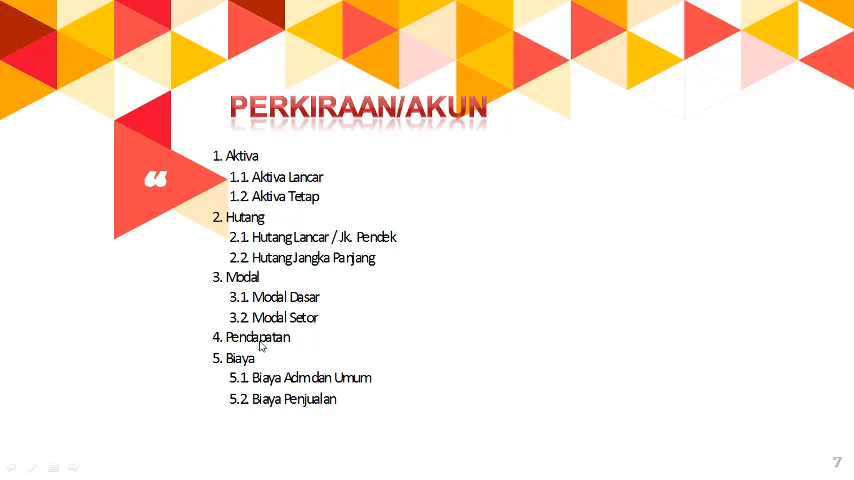 PERKIRAAN/AKUN
“
1. Aktiva
1.1. Aktiva Lancar
1.2. Aktiva Tetap
2. Hutang
2.1. Hutang Lancar / Jk. Pendek
2.2. Hutang Jangka Panjang
3. Modal
3.1. Modal Dasar
3.2. Modal Setor
4. Pendapatan
5. Biaya
5.1. Biaya Adm dan Umum
5.2. Biaya Penjualan
7